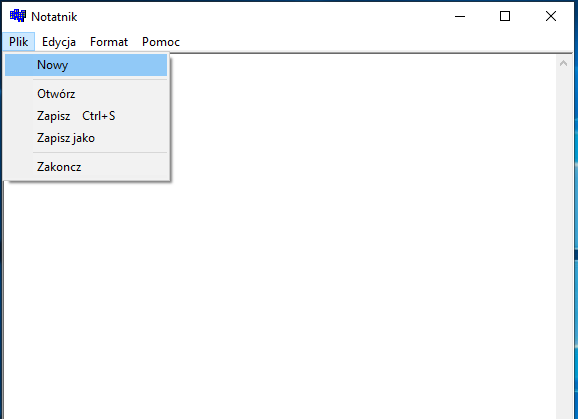 Notatnik
Plik Edycja Format Pomoc
Nowy
Otwórz
Zapisz Ctrl+S
Zapisz jako
Zakoncz